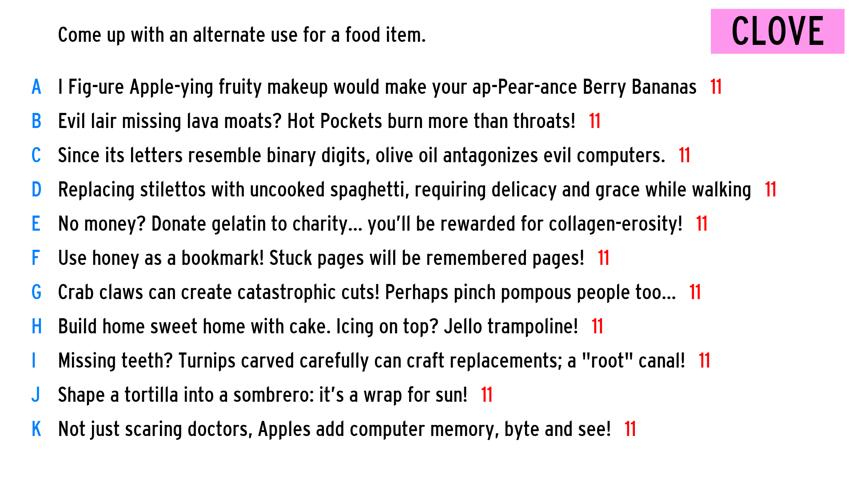 Come up with an alternate use for a food item.
CLOVE
A I Fig-ure Apple-ying fruity makeup would make your ap-Pear-ance Berry Bananas 11
B Evil lair missing lava moats? Hot Pockets burn more than throats! 11
C Since its letters resemble binary digits, olive oil antagonizes evil computers. 11
D Replacing stilettos with uncooked spaghetti, requiring delicacy and grace while walking 11
E No money? Donate gelatin to charity... you'll be rewarded for collagen-erosity! 11
F Use honey as a bookmark! Stuck pages will be remembered pages! 11
G Crab claws can create catastrophic cuts! Perhaps pinch pompous people too... 11
H Build home sweet home with cake. Icing on top? Jello trampoline! 11
I Missing teeth? Turnips carved carefully can craft replacements; a "root" canal! 11
J Shape a tortilla into a sombrero: it's a wrap for sun! 11
K Not just scaring doctors, Apples add computer memory, byte and see! 11